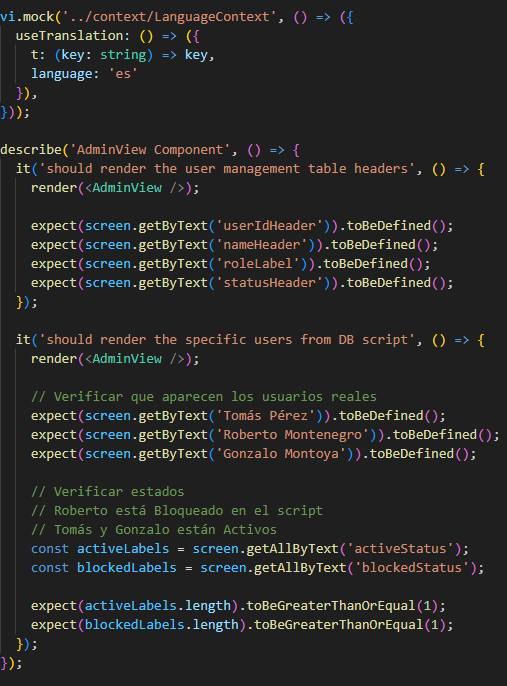 vi.mock('../context/LanguageContext', () => ({
  useTranslation: () => ({
    t: (key: string) => key,
    language: 'es'
  }),
}));

describe('AdminView Component', () => {
  it('should render the user management table headers', () => {
    render(<AdminView />);

    expect(screen.getByText('userIdHeader')).toBeDefined();
    expect(screen.getByText('nameHeader')).toBeDefined();
    expect(screen.getByText('roleLabel')).toBeDefined();
    expect(screen.getByText('statusHeader')).toBeDefined();
  });

  it('should render the specific users from DB script', () => {
    render(<AdminView />);

    // Verificar que aparecen los usuarios reales
    expect(screen.getByText('Tomás Pérez')).toBeDefined();
    expect(screen.getByText('Roberto Montenegro')).toBeDefined();
    expect(screen.getByText('Gonzalo Montoya')).toBeDefined();

    // Verificar estados
    // Roberto está Bloqueado en el script
    // Tomás y Gonzalo están Activos
    const activeLabels = screen.getAllByText('activeStatus');
    const blockedLabels = screen.getAllByText('blockedStatus');

    expect(activeLabels.length).toBeGreaterThanOrEqual(1);
    expect(blockedLabels.length).toBeGreaterThanOrEqual(1);
  });
});